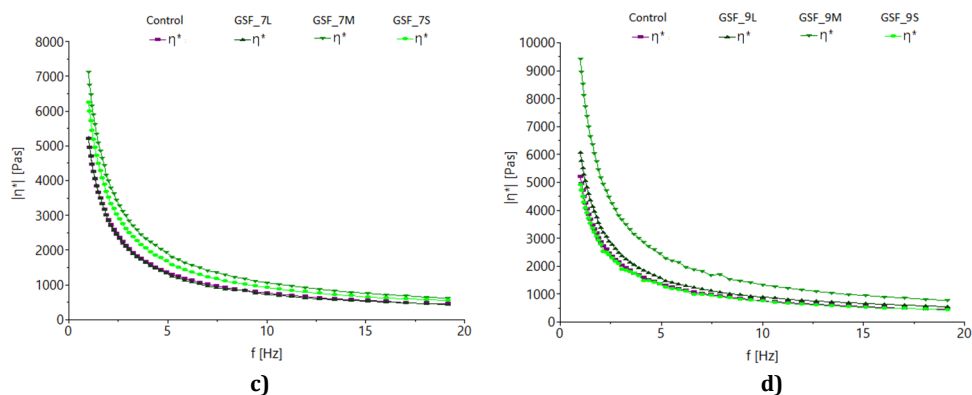 Control GSF_7L GSF_7M GSF_7S
η* η* η* η*
8000
7000
6000
5000
4000
3000
2000
1000
0
|η*| [Pas]
0 5 10 15 20
f [Hz]
c)
Control GSF_9L GSF_9M GSF_9S
η* η* η* η*
10000
9000
8000
7000
6000
5000
4000
3000
2000
1000
0
|η*| [Pas]
0 5 10 15 20
f [Hz]
d)